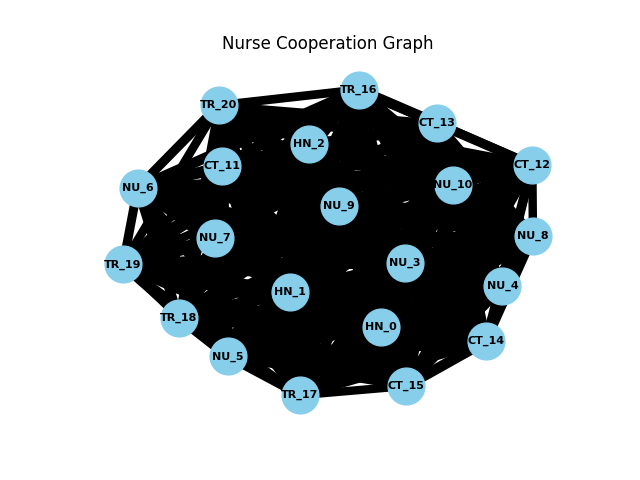 Nurse Cooperation Graph
TR_16
TR_20
CT_13
HN_2
CT_11
CT_12
NU_10
NU_6
NU_9
NU_7
NU_8
NU_3
TR_19
NU_4
HN_1
TR_18
HN_0
CT_14
NU_5
CT_15
TR_17